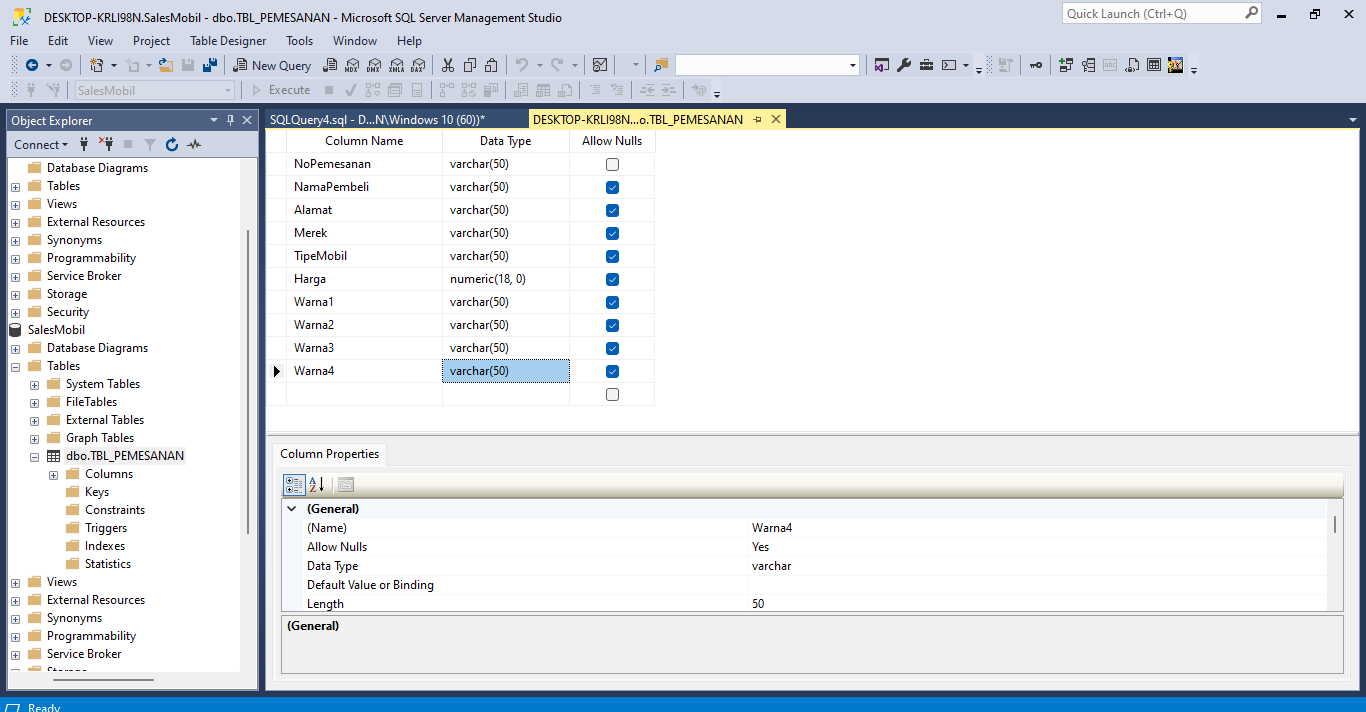 DESKTOP-KRLI98N.SalesMobil - dbo.TBL_PEMESANAN - Microsoft SQL Server Management Studio
Quick Launch (Ctrl+Q)
File Edit View Project Table Designer Tools Window Help
New Query
MDX DMX XMLA DAX
SalesMobil
Execute
Object Explorer
SQLQuery4.sql - D...N\Windows 10 (60))*
DESKTOP-KRLI98N...o.TBL_PEMESANAN
Connect
Database Diagrams
Tables
Views
External Resources
Synonyms
Programmability
Service Broker
Storage
Security
SalesMobil
Database Diagrams
Tables
System Tables
FileTables
External Tables
Graph Tables
dbo.TBL_PEMESANAN
Columns
Keys
Constraints
Triggers
Indexes
Statistics
Views
External Resources
Synonyms
Programmability
Service Broker
Storage
Column Name Data Type Allow Nulls
NoPemesanan varchar(50)
NamaPembeli varchar(50)
Alamat varchar(50)
Merek varchar(50)
TipeMobil varchar(50)
Harga numeric(18, 0)
Warna1 varchar(50)
Warna2 varchar(50)
Warna3 varchar(50)
Warna4 varchar(50)
Column Properties
(General)
(Name) Warna4
Allow Nulls Yes
Data Type varchar
Default Value or Binding
Length 50
(General)
Ready